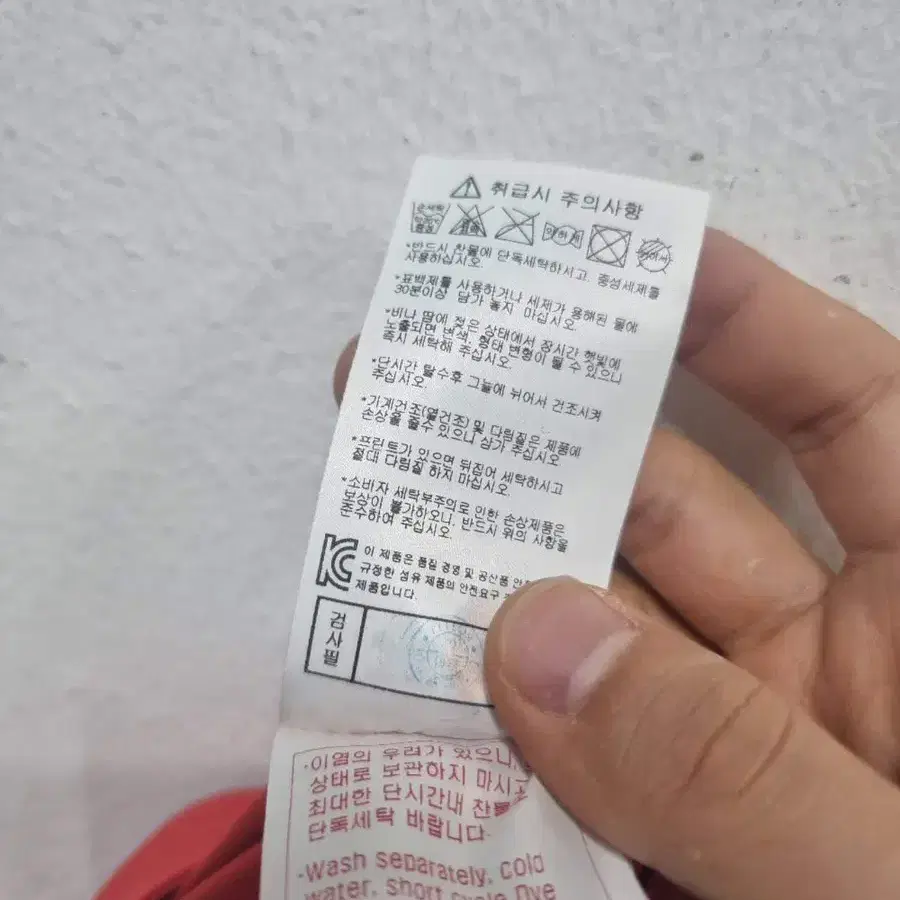 취급시 주의사항
손세탁
약하게
*반드시 찬물에 단독세탁하시고, 중성세제를
사용하십시오.
*표백제를 사용하거나 세제가 용해된 물에
30분이상 담가 놓지 마십시오.
*비나 땀에 젖은 상태에서 장시간 햇빛에
노출되면 변색, 형태 변형이 될 수 있으니
즉시 세탁해 주십시오.
*단시간 탈수후 그늘에 뉘어서 건조시켜
주십시오.
*기계건조(열건조) 및 다림질은 제품에
손상을 줄수 있으니 삼가 주십시오
*프린트가 있으면 뒤집어 세탁하시고
절대 다림질 하지 마십시오.
*소비자 세탁부주의로 인한 손상제품은
보상이 불가하오니, 반드시 위의 사항을
준수하여 주십시오.
이 제품은 품질 경영 및 공산품
규정한 섬유 제품의 안전요구
제품입니다.
검사필
·이염의 우려가 있으니,
상태로 보관하지 마시고
최대한 단시간내 찬물
단독세탁 바랍니다.
·Wash separately, cold
water, short cycle Dye